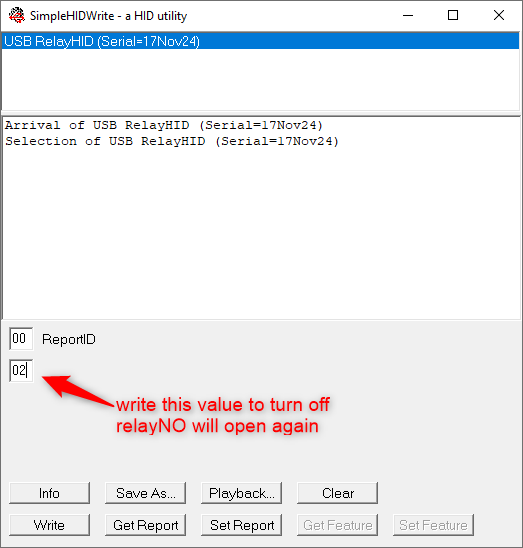 SimpleHIDWrite - a HID utility
USB RelayHID (Serial=17Nov24)
Arrival of USB RelayHID (Serial=17Nov24)
Selection of USB RelayHID (Serial=17Nov24)
00 ReportID
02
write this value to turn off
relayNO will open again
Info Save As... Playback... Clear
Write Get Report Set Report Get Feature Set Feature